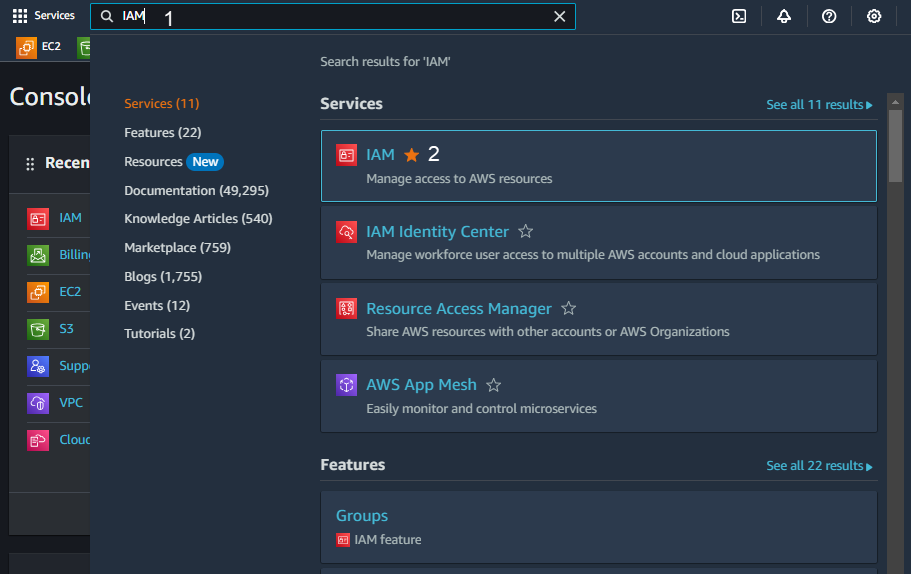 Services
IAM 1
EC2
Search results for 'IAM'
Services (11)
Features (22)
Resources New
Documentation (49,295)
Knowledge Articles (540)
Marketplace (759)
Blogs (1,755)
Events (12)
Tutorials (2)
Services
See all 11 results
IAM 2
Manage access to AWS resources
IAM Identity Center
Manage workforce user access to multiple AWS accounts and cloud applications
Resource Access Manager
Share AWS resources with other accounts or AWS Organizations
AWS App Mesh
Easily monitor and control microservices
Features
See all 22 results
Groups
IAM feature
Consol
Recen
IAM
Billin
EC2
S3
Supp
VPC
Cloud